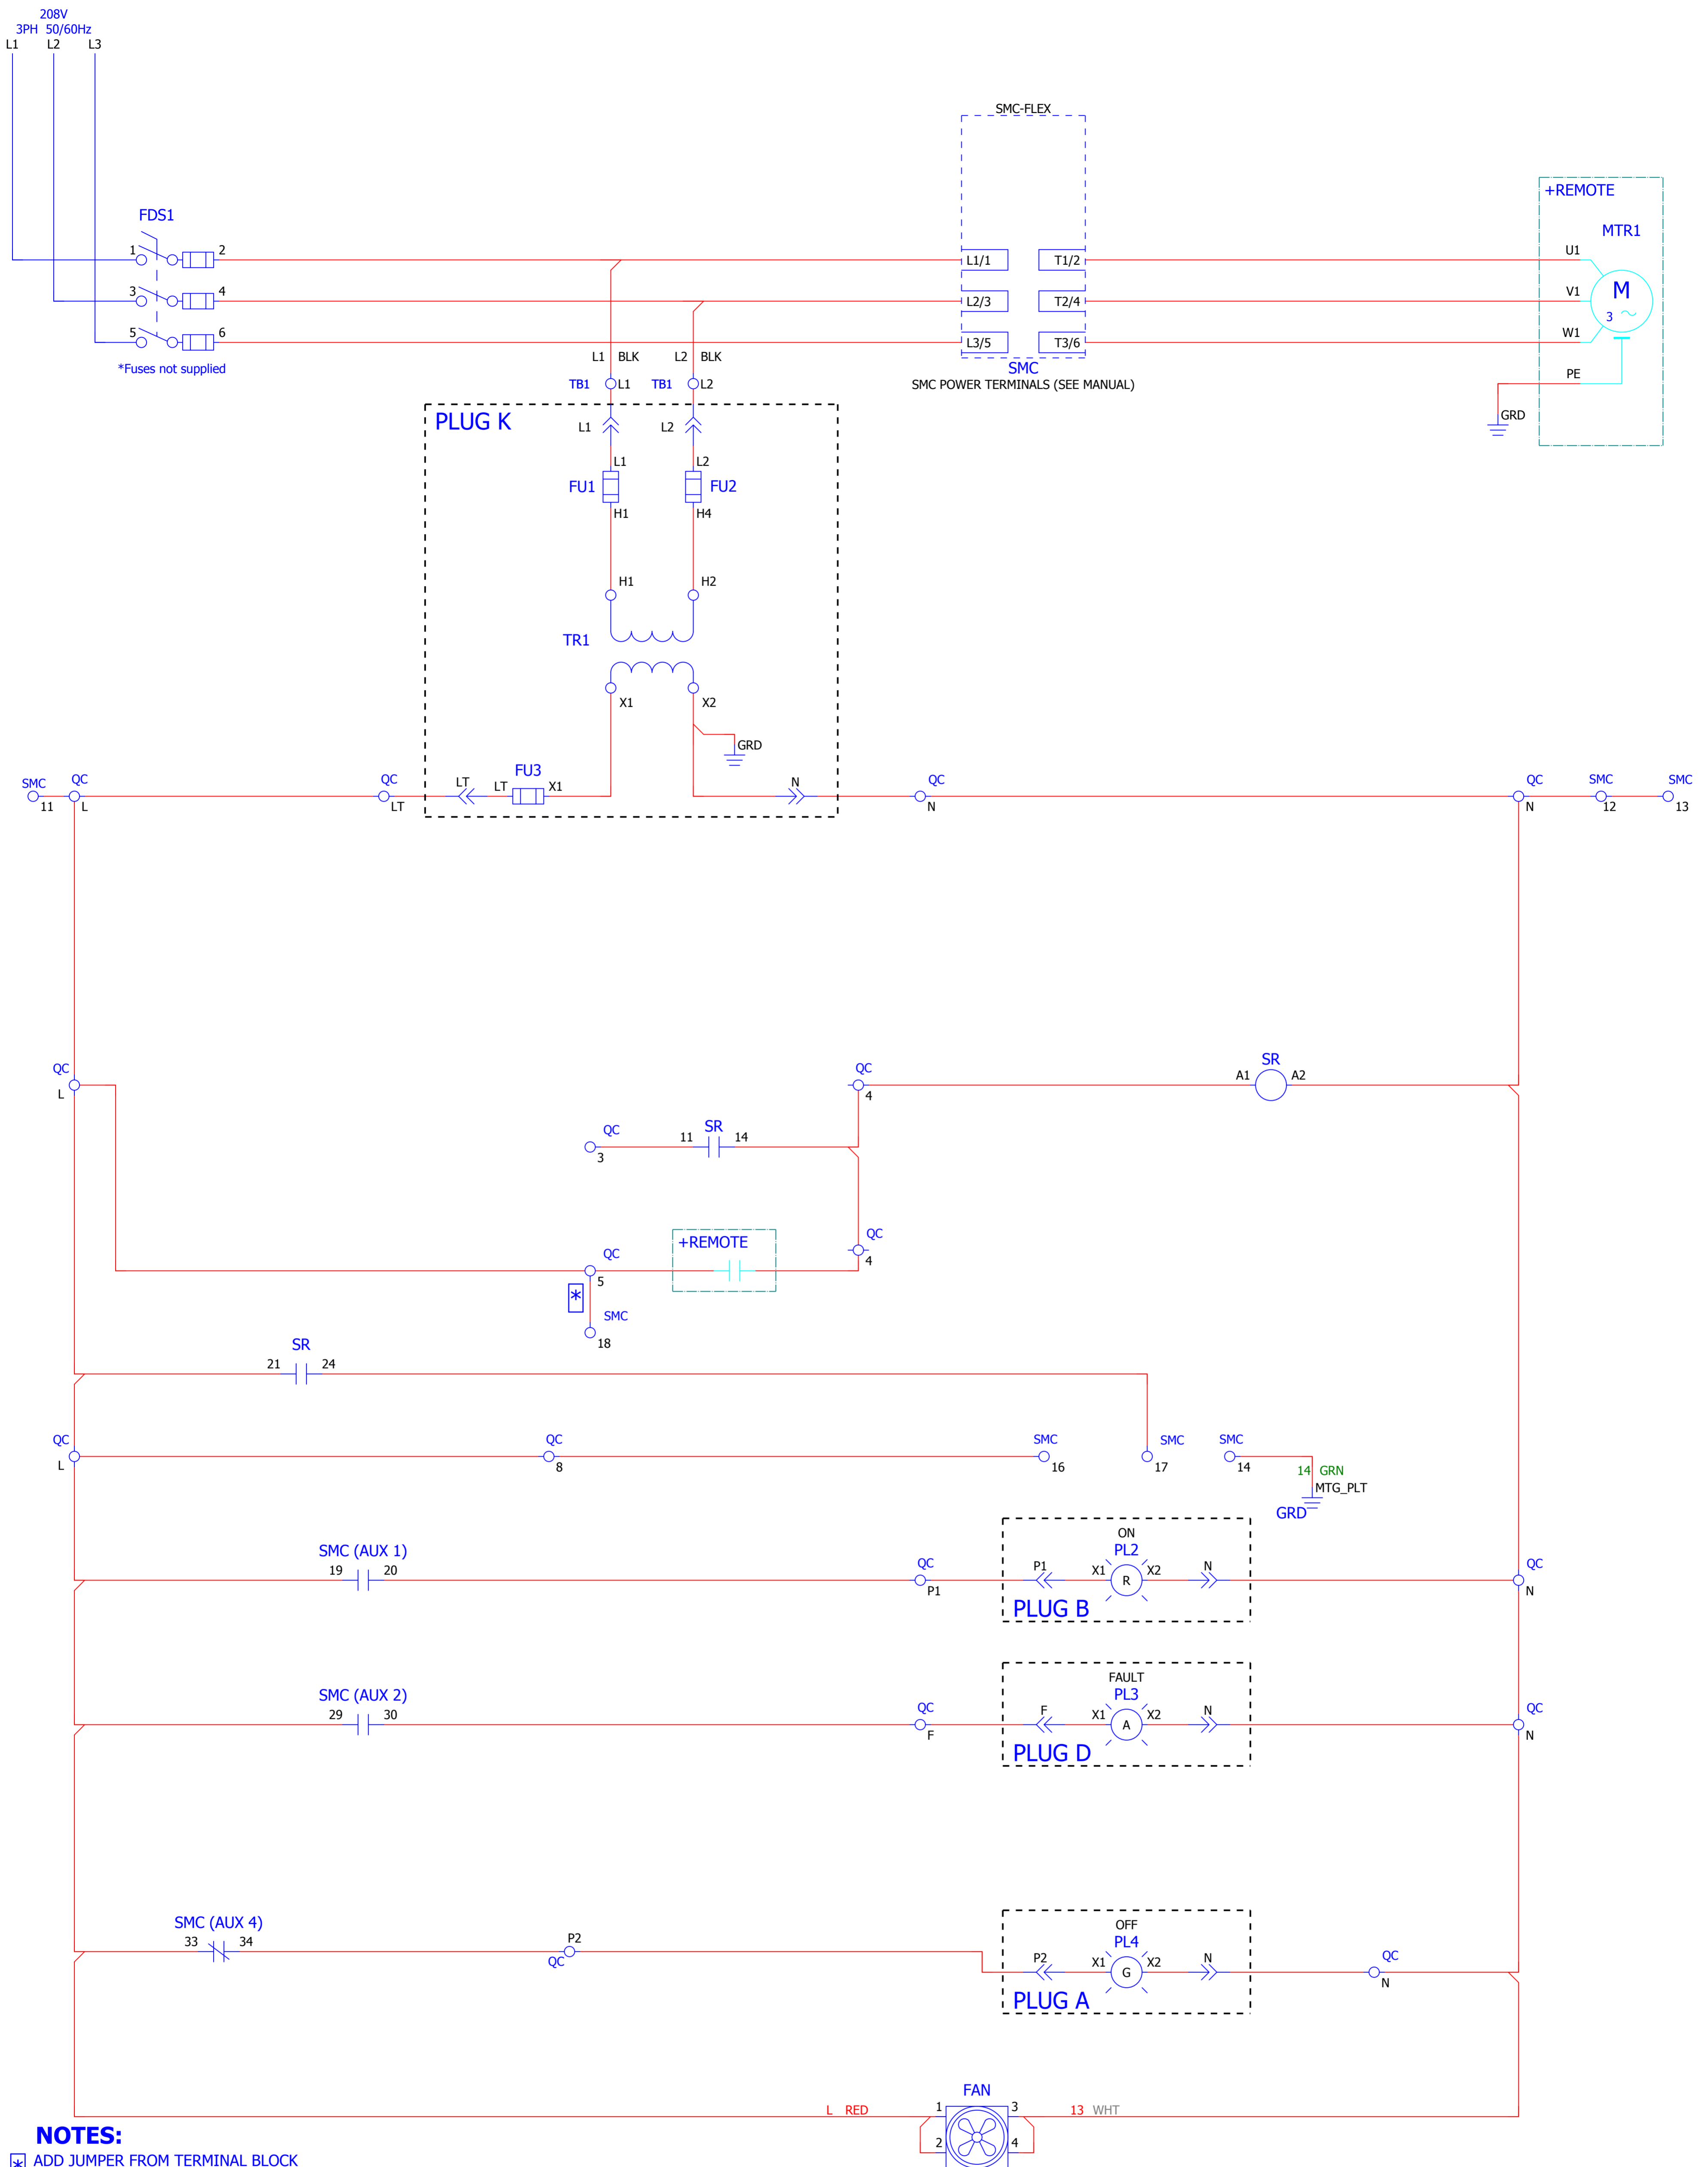 208V
3PH 50/60Hz
L1 L2 L3
SMC-FLEX
+REMOTE
MTR1
FDS1
1 2
3 4
5 6
*Fuses not supplied
L1/1 T1/2
L2/3 T2/4
L3/5 T3/6
SMC
SMC POWER TERMINALS (SEE MANUAL)
U1
V1
W1
PE
M
3
GRD
L1 BLK L2 BLK
TB1 L1 TB1 L2
PLUG K
L1 L2
L1 L2
FU1 FU2
H1 H4
H1 H2
TR1
X1 X2
GRD
SMC QC QC LT LT FU3 X1 N QC QC SMC SMC
11 L LT N N 12 13
QC QC SR
L 4 A1 A2
QC SR
3 11 14
+REMOTE QC
QC 4
5
*
SMC
18
SR
21 24
QC QC SMC SMC SMC
L 8 16 17 14
14 GRN
MTG_PLT
GRD
SMC (AUX 1)
19 20
QC
P1
ON
PL2
P1 X1 R X2 N
PLUG B
QC
N
SMC (AUX 2)
29 30
QC
F
FAULT
PL3
F X1 A X2 N
PLUG D
QC
N
SMC (AUX 4)
33 34
P2
QC
OFF
PL4
P2 X1 G X2 N
PLUG A
QC
N
FAN
L RED 1 3 13 WHT
2 4
NOTES:
* ADD JUMPER FROM TERMINAL BLOCK